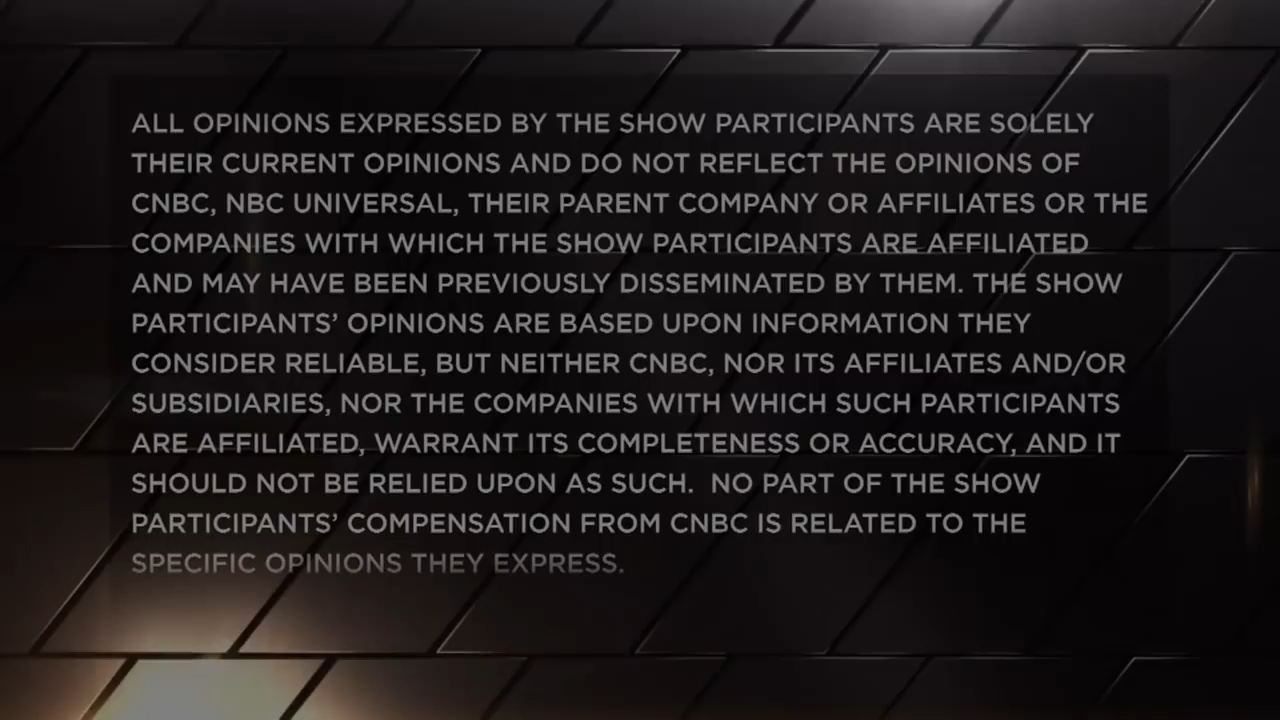 ALL OPINIONS EXPRESSED BY THE SHOW PARTICIPANTS ARE SOLELY
THEIR CURRENT OPINIONS AND DO NOT REFLECT THE OPINIONS OF
CNBC, NBC UNIVERSAL, THEIR PARENT COMPANY OR AFFILIATES OR THE
COMPANIES WITH WHICH THE SHOW PARTICIPANTS ARE AFFILIATED
AND MAY HAVE BEEN PREVIOUSLY DISSEMINATED BY THEM. THE SHOW
PARTICIPANTS’ OPINIONS ARE BASED UPON INFORMATION THEY
CONSIDER RELIABLE, BUT NEITHER CNBC, NOR ITS AFFILIATES AND/OR
SUBSIDIARIES, NOR THE COMPANIES WITH WHICH SUCH PARTICIPANTS
ARE AFFILIATED, WARRANT ITS COMPLETENESS OR ACCURACY, AND IT
SHOULD NOT BE RELIED UPON AS SUCH.  NO PART OF THE SHOW
PARTICIPANTS’ COMPENSATION FROM CNBC IS RELATED TO THE
SPECIFIC OPINIONS THEY EXPRESS.